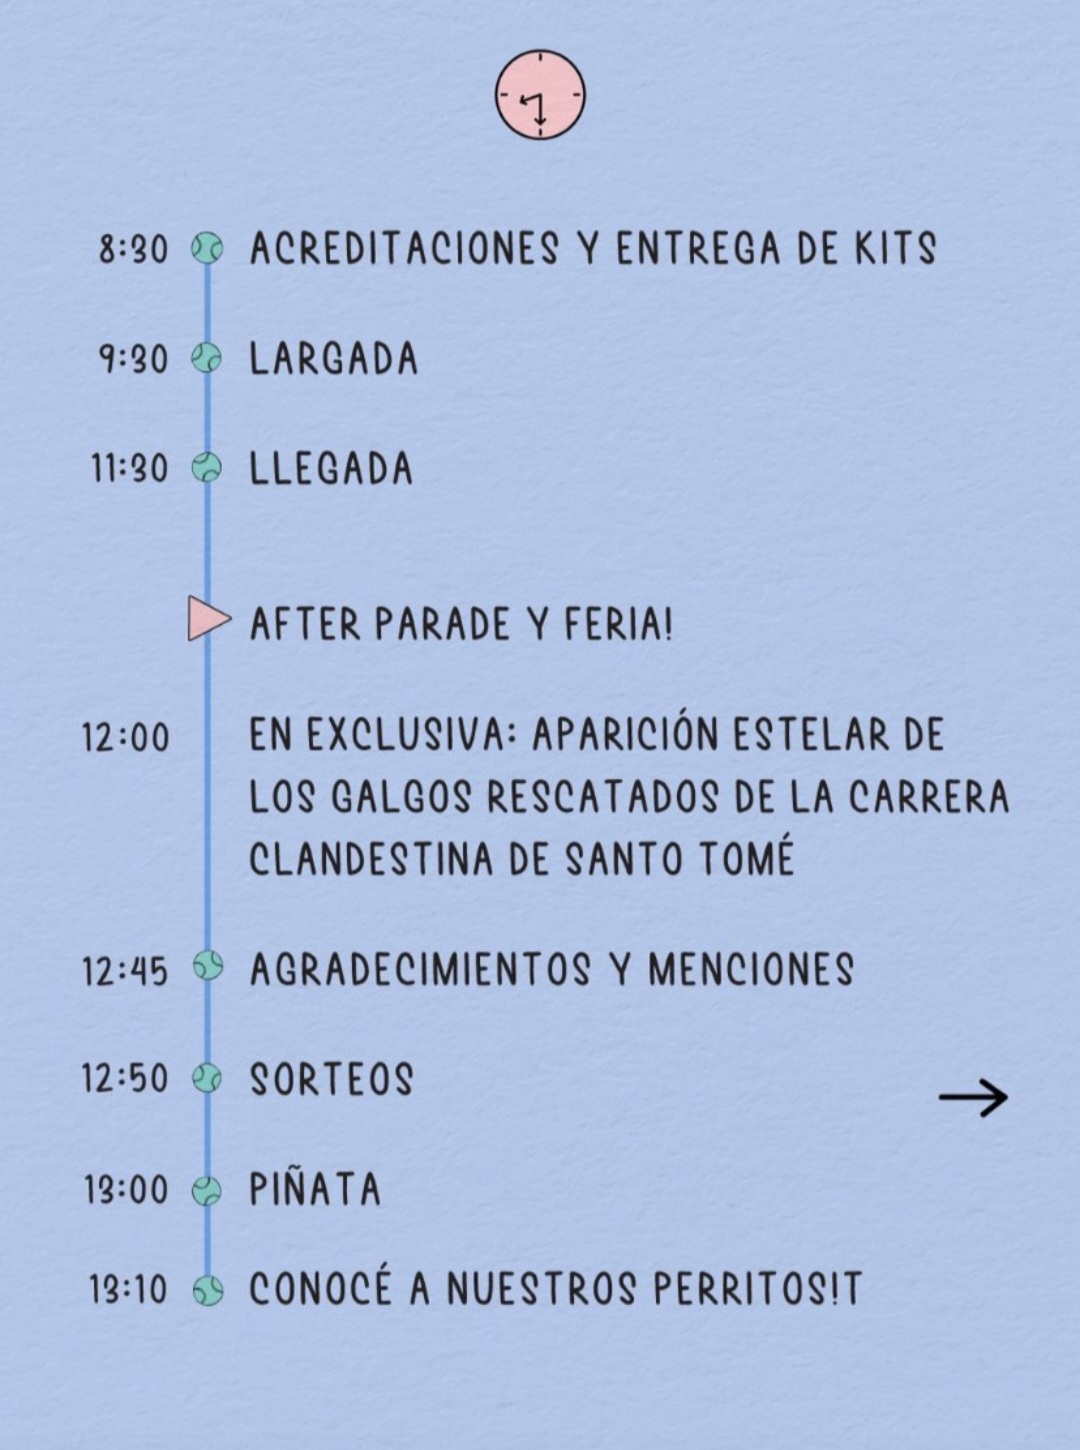 8:30 ACREDITACIONES Y ENTREGA DE KITS
9:30 LARGADA
11:30 LLEGADA
AFTER PARADE Y FERIA!
12:00 EN EXCLUSIVA: APARICIÓN ESTELAR DE
LOS GALGOS RESCATADOS DE LA CARRERA
CLANDESTINA DE SANTO TOMÉ
12:45 AGRADECIMIENTOS Y MENCIONES
12:50 SORTEOS
13:00 PIÑATA
13:10 CONOCÉ A NUESTROS PERRITOS!T